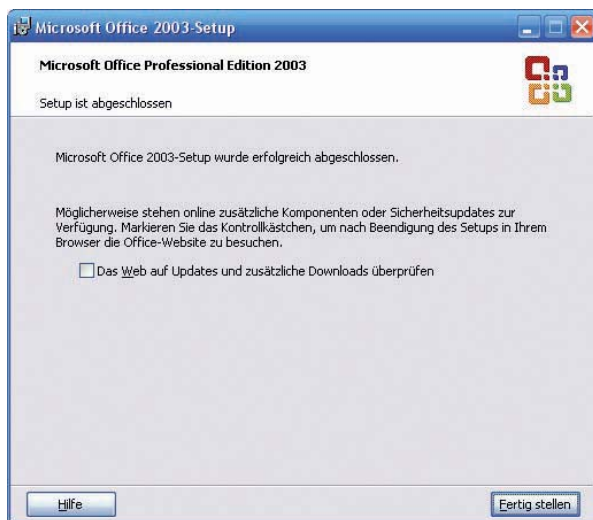 Microsoft Office 2003-Setup
Microsoft Office Professional Edition 2003
Setup ist abgeschlossen
Microsoft Office 2003-Setup wurde erfolgreich abgeschlossen.
Möglicherweise stehen online zusätzliche Komponenten oder Sicherheitsupdates zur
Verfügung. Markieren Sie das Kontrollkästchen, um nach Beendigung des Setups in Ihrem
Browser die Office-Website zu besuchen.
Das Web auf Updates und zusätzliche Downloads überprüfen
Hilfe
Fertig stellen